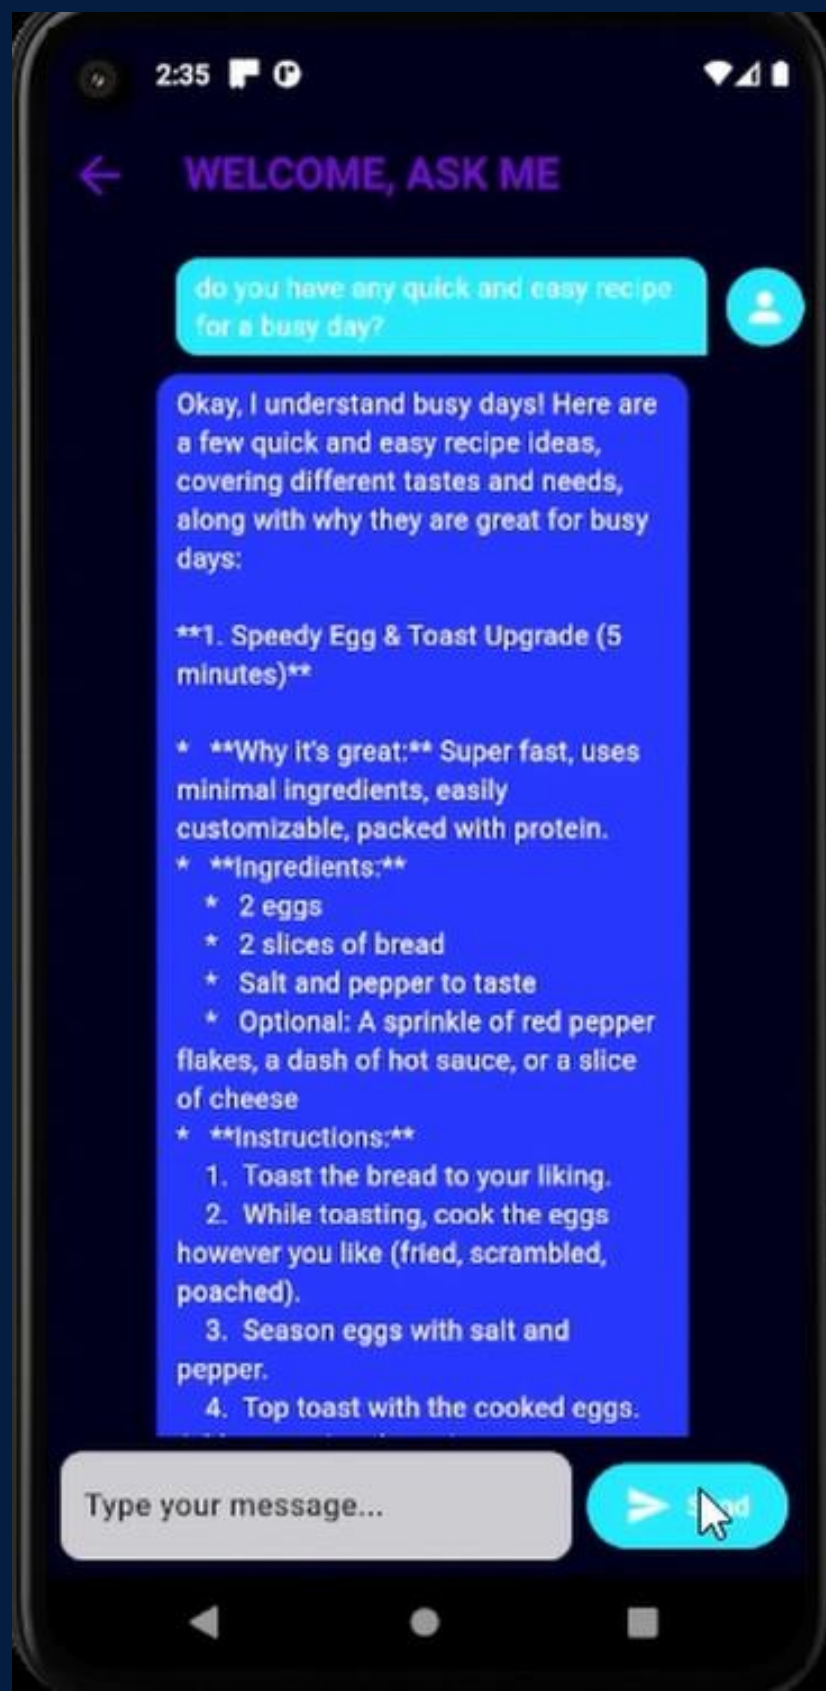 2:35
WELCOME, ASK ME
do you have any quick and easy recipe
for a busy day?
Okay, I understand busy days! Here are
a few quick and easy recipe ideas,
covering different tastes and needs,
along with why they are great for busy
days:
**1. Speedy Egg & Toast Upgrade (5
minutes)**
*   **Why it's great:** Super fast, uses
minimal ingredients, easily
customizable, packed with protein.
*   **Ingredients:**
*   2 eggs
*   2 slices of bread
*   Salt and pepper to taste
*   Optional: A sprinkle of red pepper
flakes, a dash of hot sauce, or a slice
of cheese
*   **Instructions:**
1.  Toast the bread to your liking.
2.  While toasting, cook the eggs
however you like (fried, scrambled,
poached).
3.  Season eggs with salt and
pepper.
4.  Top toast with the cooked eggs.
Type your message...